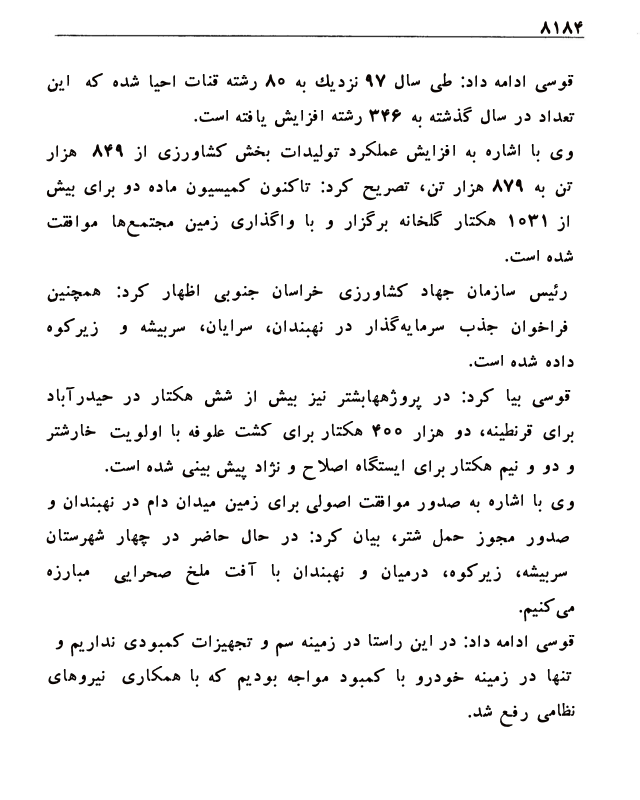 ۸۱۸۴
قوسی ادامه داد: طی سال ۹۷ نزدیك به ۸۰ رشته قنات احیا شده که این
تعداد در سال گذشته به ۳۴۶ رشته افزایش یافته است.
وی با اشاره به افزایش عملکرد تولیدات بخش کشاورزی از ۸۴۹ هزار
تن به ۸۷۹ هزار تن، تصریح کرد: تاکنون کمیسیون ماده دو برای بیش
از ۱۰۳۱ هکتار گلخانه برگزار و با واگذاری زمین مجتمع‌ها موافقت
شده است.
رئیس سازمان جهاد کشاورزی خراسان جنوبی اظهار کرد: همچنین
فراخوان جذب سرمایه‌گذار در نهبندان، سرایان، سربیشه و زیرکوه
داده شده است.
قوسی بیا کرد: در پروژههابشتر نیز بیش از شش هکتار در حیدرآباد
برای قرنطینه، دو هزار ۴۰۰ هکتار برای کشت علوفه با اولویت خارشتر
و دو و نیم هکتار برای ایستگاه اصلاح و نژاد پیش بینی شده است.
وی با اشاره به صدور موافقت اصولی برای زمین میدان دام در نهبندان و
صدور مجوز حمل شتر، بیان کرد: در حال حاضر در چهار شهرستان
سربیشه، زیرکوه، درمیان و نهبندان با آفت ملخ صحرایی مبارزه
می‌کنیم.
قوسی ادامه داد: در این راستا در زمینه سم و تجهیزات کمبودی نداریم و
تنها در زمینه خودرو با کمبود مواجه بودیم که با همکاری نیروهای
نظامی رفع شد.